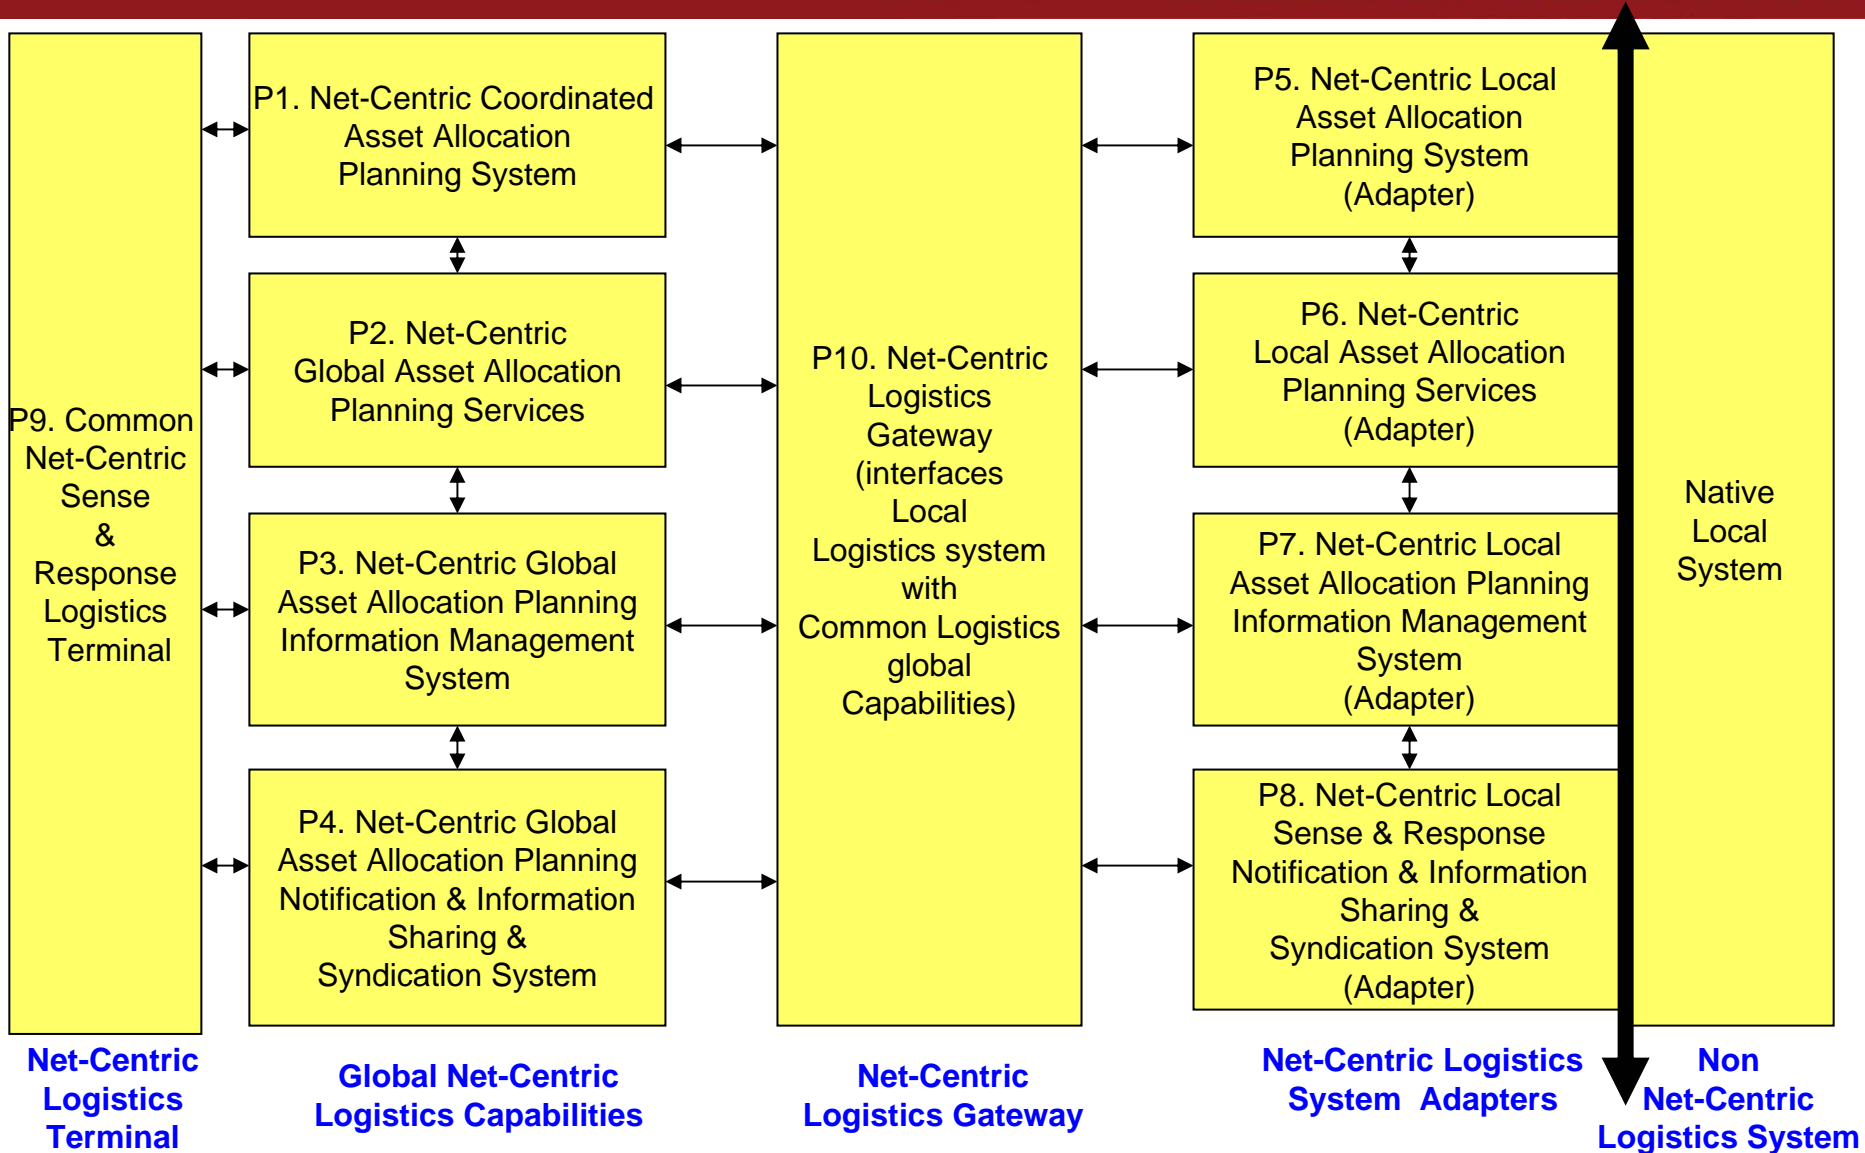 P9. Common
Net-Centric
Sense
&
Response
Logistics
Terminal
P1. Net-Centric Coordinated
Asset Allocation
Planning System
P2. Net-Centric
Global Asset Allocation
Planning Services
P3. Net-Centric Global
Asset Allocation Planning
Information Management
System
P4. Net-Centric Global
Asset Allocation Planning
Notification & Information
Sharing &
Syndication System
P10. Net-Centric
Logistics
Gateway
(interfaces
Local
Logistics system
with
Common Logistics
global
Capabilities)
P5. Net-Centric Local
Asset Allocation
Planning System
(Adapter)
P6. Net-Centric
Local Asset Allocation
Planning Services
(Adapter)
P7. Net-Centric Local
Asset Allocation Planning
Information Management
System
(Adapter)
P8. Net-Centric Local
Sense & Response
Notification & Information
Sharing &
Syndication System
(Adapter)
Native
Local
System
Net-Centric
Logistics
Terminal
Global Net-Centric
Logistics Capabilities
Net-Centric
Logistics Gateway
Net-Centric Logistics
System Adapters
Non
Net-Centric
Logistics System